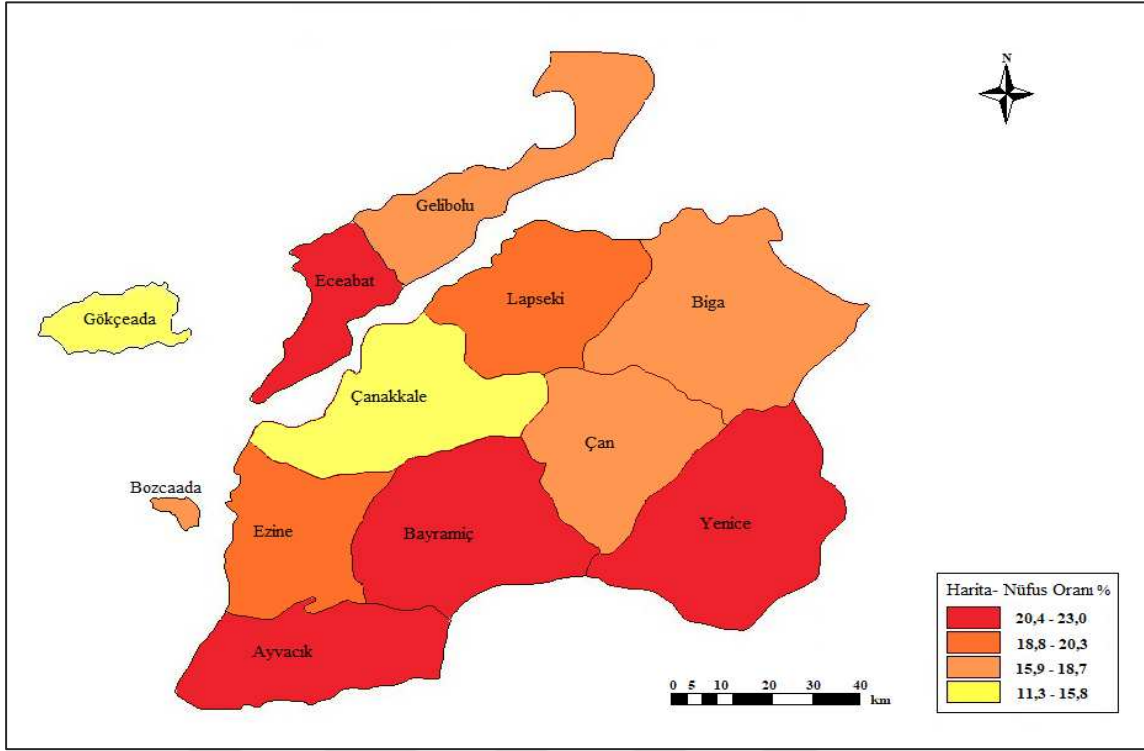 N
Gelibolu
Eceabat
Lapseki
Biga
Gökçeada
Çanakkale
Çan
Bozcaada
Ezine
Bayramiç
Yenice
Ayvacık
Harita- Nüfus Oranı %
20,4 - 23,0
18,8 - 20,3
15,9 - 18,7
11,3 - 15,8
0 5 10 20 30 40
km